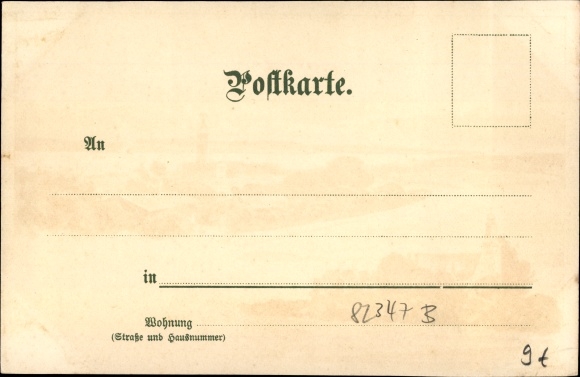 Postkarte.
An
in
Wohnung
(Straße und Hausnummer)
82347 B
9 €